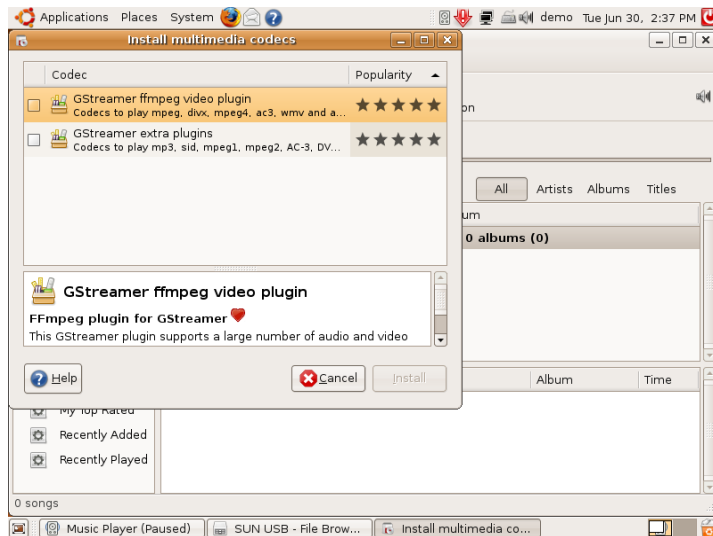 Applications Places System demo Tue Jun 30, 2:37 PM
Install multimedia codecs
Codec Popularity
GStreamer ffmpeg video plugin
Codecs to play mpeg, divx, mpeg4, ac3, wmv and a...
GStreamer extra plugins
Codecs to play mp3, sid, mpeg1, mpeg2, AC-3, DV...
on
All Artists Albums Titles
um
0 albums (0)
GStreamer ffmpeg video plugin
FFmpeg plugin for GStreamer
This GStreamer plugin supports a large number of audio and video
Help Cancel Install
Album Time
My Top Rated
Recently Added
Recently Played
0 songs
Music Player (Paused) SUN USB - File Brow... Install multimedia co...